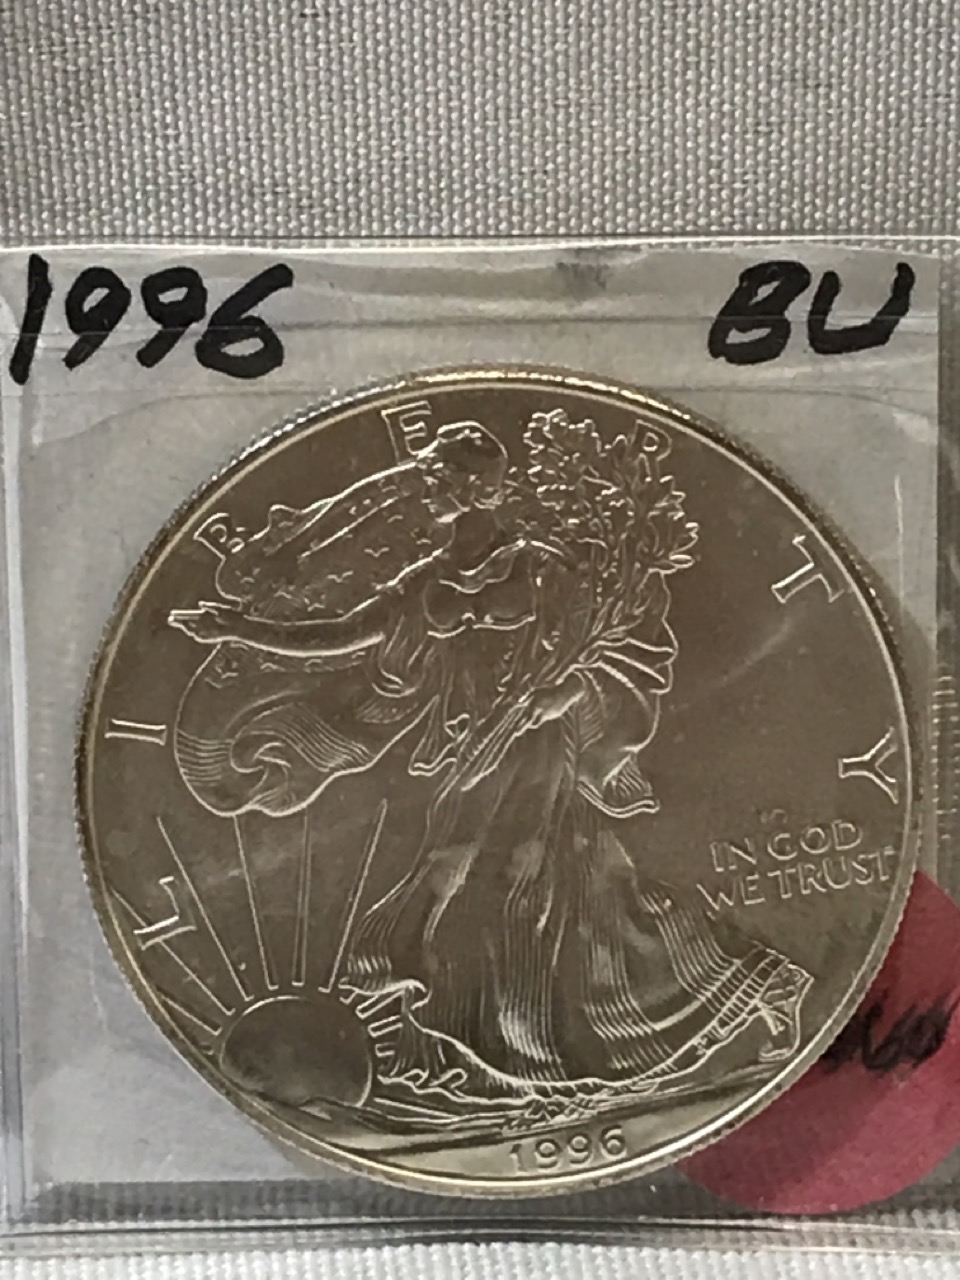 1996 BU
LIBERTY
IN GOD
WE TRUST
1996